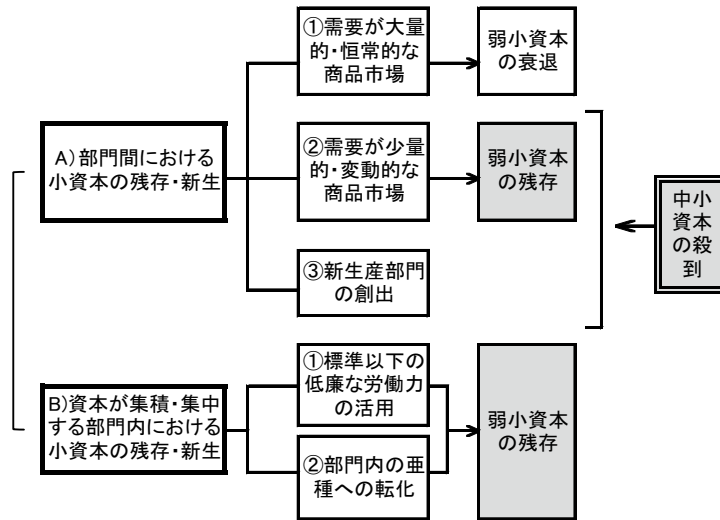 ①需要が大量
的・恒常的な
商品市場
弱小資本
の衰退
A)部門間における
小資本の残存・新生
②需要が少量
的・変動的な
商品市場
弱小資本
の残存
中小
資本
の殺
到
③新生産部門
の創出
B)資本が集積・集中
する部門内における
小資本の残存・新生
①標準以下の
低廉な労働力
の活用
弱小資本
の残存
②部門内の亜
種への転化